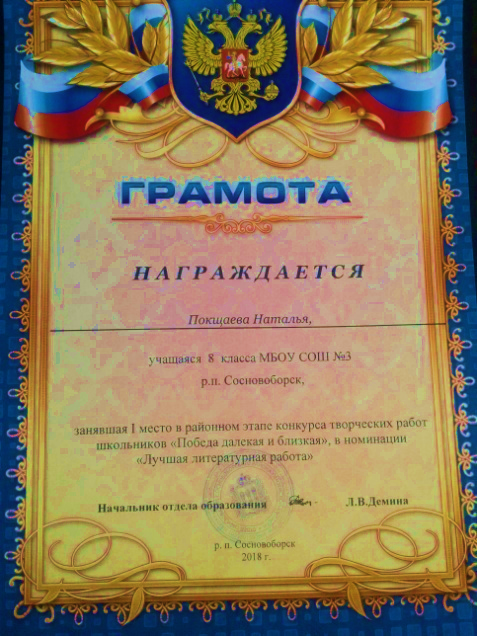 ГРАМОТА
НАГРАЖДАЕТСЯ
Покщаева Наталья,
учащаяся 8 класса МБОУ СОШ №3
р.п. Сосновоборск,
занявшая I место в районном этапе конкурса творческих работ
школьников «Победа далекая и близкая», в номинации
«Лучшая литературная работа»
Начальник отдела образования Л.В.Демина
р. п. Сосновоборск
2018 г.